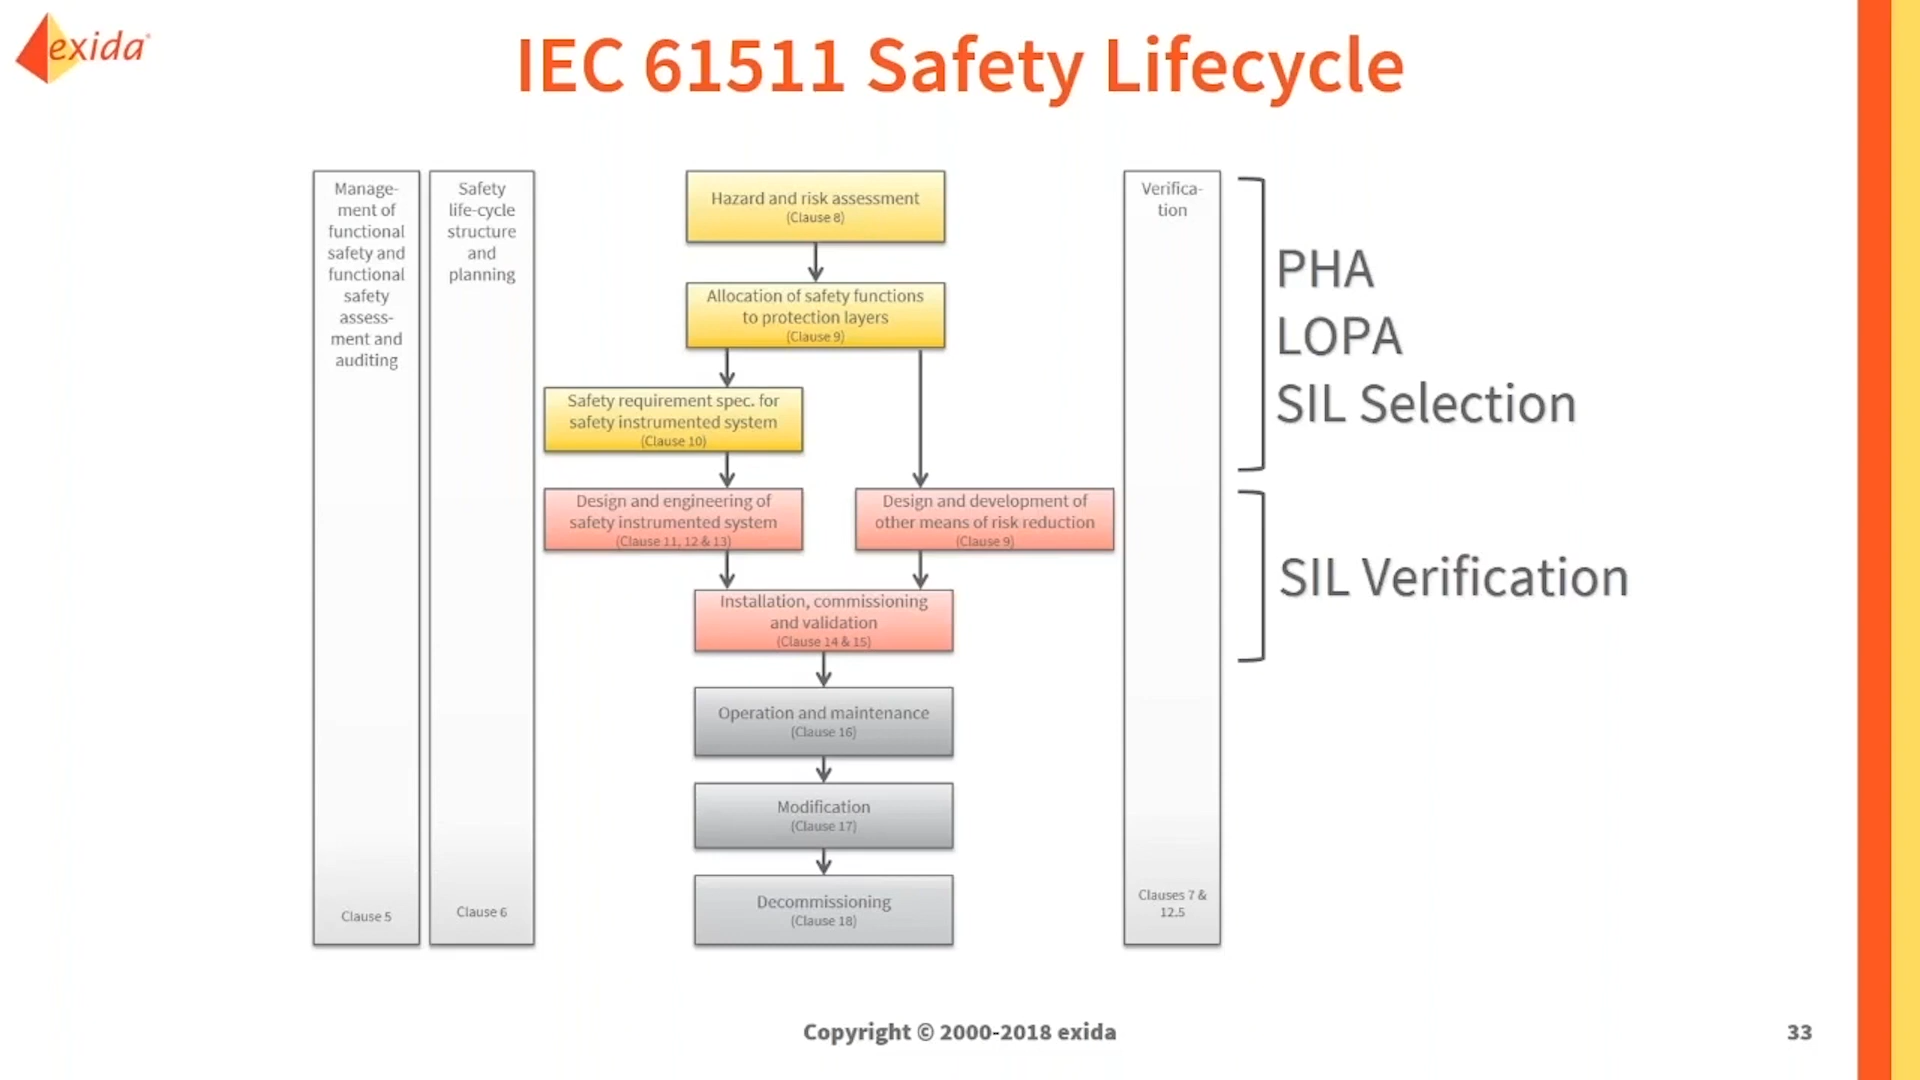 exida
IEC 61511 Safety Lifecycle
Manage-
ment of
functional
safety and
functional
safety
assess-
ment and
auditing
Clause 5
Safety
life-cycle
structure
and
planning
Clause 6
Hazard and risk assessment
(Clause 8)
Allocation of safety functions
to protection layers
(Clause 9)
Safety requirement spec. for
safety instrumented system
(Clause 10)
Design and engineering of
safety instrumented system
(Clause 11, 12 & 13)
Design and development of
other means of risk reduction
(Clause 9)
Installation, commissioning
and validation
(Clause 14 & 15)
Operation and maintenance
(Clause 16)
Modification
(Clause 17)
Decommissioning
(Clause 18)
Verifica-
tion
Clauses 7 &
12.5
PHA
LOPA
SIL Selection
SIL Verification
Copyright © 2000-2018 exida
33